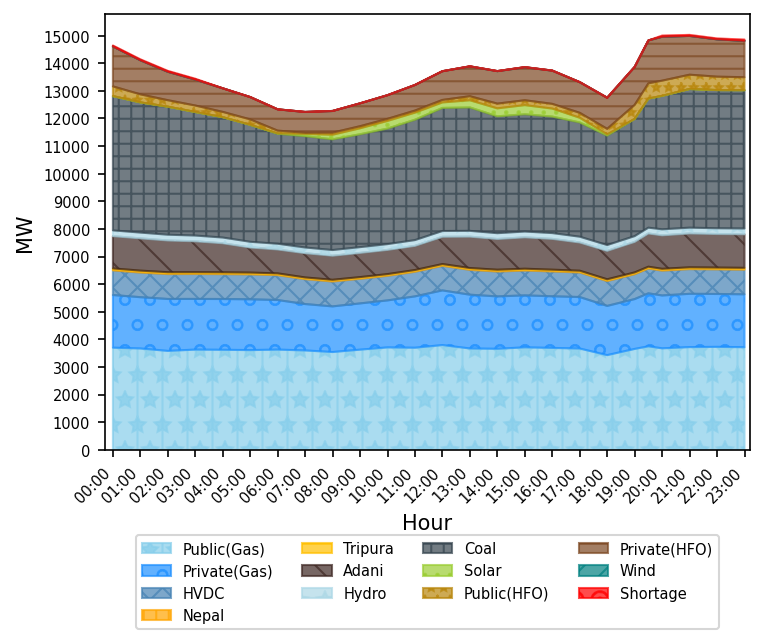 15000
14000
13000
12000
11000
10000
9000
8000
7000
6000
5000
4000
3000
2000
1000
0
MW
00:00 01:00 02:00 03:00 04:00 05:00 06:00 07:00 08:00 09:00 10:00 11:00 12:00 13:00 14:00 15:00 16:00 17:00 18:00 19:00 20:00 21:00 22:00 23:00
Hour
Public(Gas) Tripura Coal Private(HFO)
Private(Gas) Adani Solar Wind
HVDC Hydro Public(HFO) Shortage
Nepal